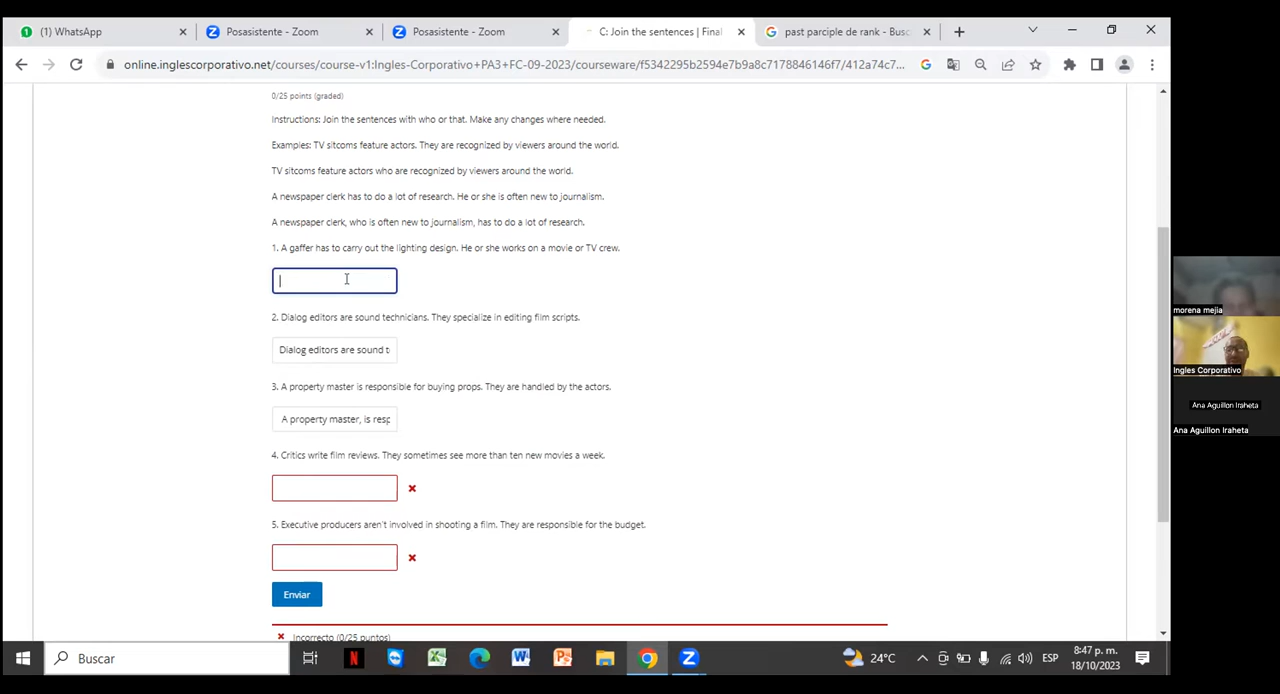 (1) WhatsApp
Posasistente - Zoom
Posasistente - Zoom
C: Join the sentences | Final
past parciple de rank - Busc
online.inglescorporativo.net/courses/course-v1:Ingles-Corporativo+PA3+FC-09-2023/courseware/f5342295b2594e7b9a8c7178846146f7/412a74c7...
0/25 points (graded)
Instructions: Join the sentences with who or that. Make any changes where needed.
Examples: TV sitcoms feature actors. They are recognized by viewers around the world.
TV sitcoms feature actors who are recognized by viewers around the world.
A newspaper clerk has to do a lot of research. He or she is often new to journalism.
A newspaper clerk, who is often new to journalism, has to do a lot of research.
1. A gaffer has to carry out the lighting design. He or she works on a movie or TV crew.
2. Dialog editors are sound technicians. They specialize in editing film scripts.
Dialog editors are sound t
3. A property master is responsible for buying props. They are handled by the actors.
A property master, is resp
4. Critics write film reviews. They sometimes see more than ten new movies a week.
5. Executive producers aren't involved in shooting a film. They are responsible for the budget.
Enviar
Incorrecto (0/25 puntos)
morena mejia
Ingles Corporativo
Ana Aguillon Iraheta
Ana Aguillon Iraheta
Buscar
24°C
ESP
8:47 p. m.
18/10/2023